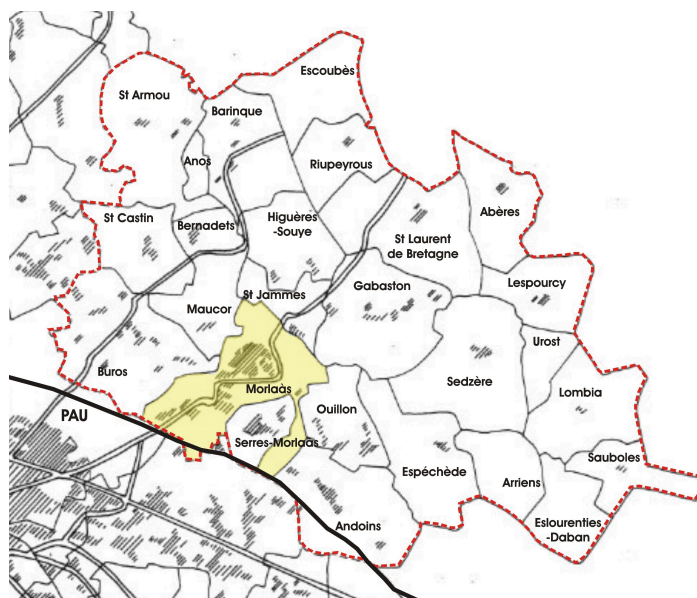 Escoubès
St Armou
Barinque
Anos
Riupeyrous
St Castin
Bernadets
Higuères
-Souye
Abères
St Laurent
de Bretagne
Lespourcy
Gabaston
St Jammes
Maucor
Urost
Buros
Sedzère
Lombia
Morlaàs
Ouillon
PAU
Serres-Morlaàs
Sauboles
Espéchède
Arriens
Andoins
Eslourenties
-Daban